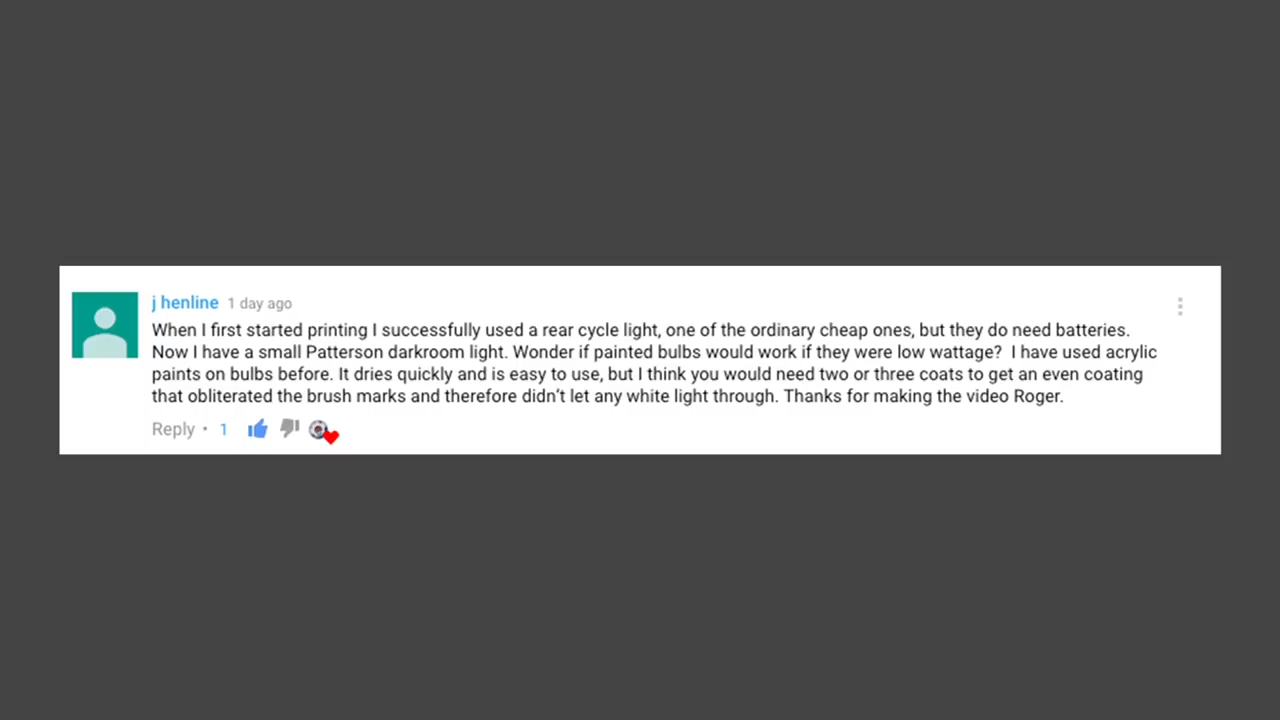 j henline 1 day ago
When I first started printing I successfully used a rear cycle light, one of the ordinary cheap ones, but they do need batteries.
Now I have a small Patterson darkroom light. Wonder if painted bulbs would work if they were low wattage?  I have used acrylic
paints on bulbs before. It dries quickly and is easy to use, but I think you would need two or three coats to get an even coating
that obliterated the brush marks and therefore didn't let any white light through. Thanks for making the video Roger.
Reply • 1